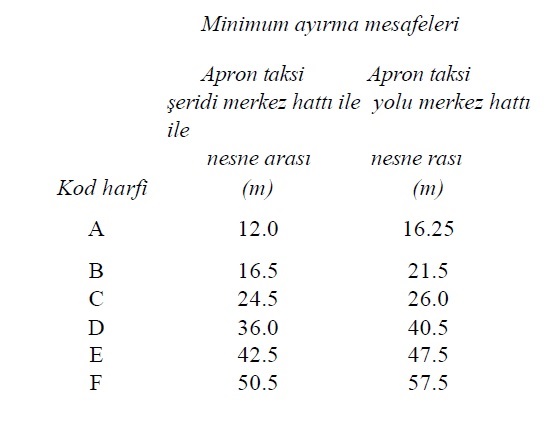 Minimum ayırma mesafeleri
Apron taksi Apron taksi
şeridi merkez hattı ile yolu merkez hattı
ile
nesne arası nesne rası
Kod harfi (m) (m)
A 12.0 16.25
B 16.5 21.5
C 24.5 26.0
D 36.0 40.5
E 42.5 47.5
F 50.5 57.5